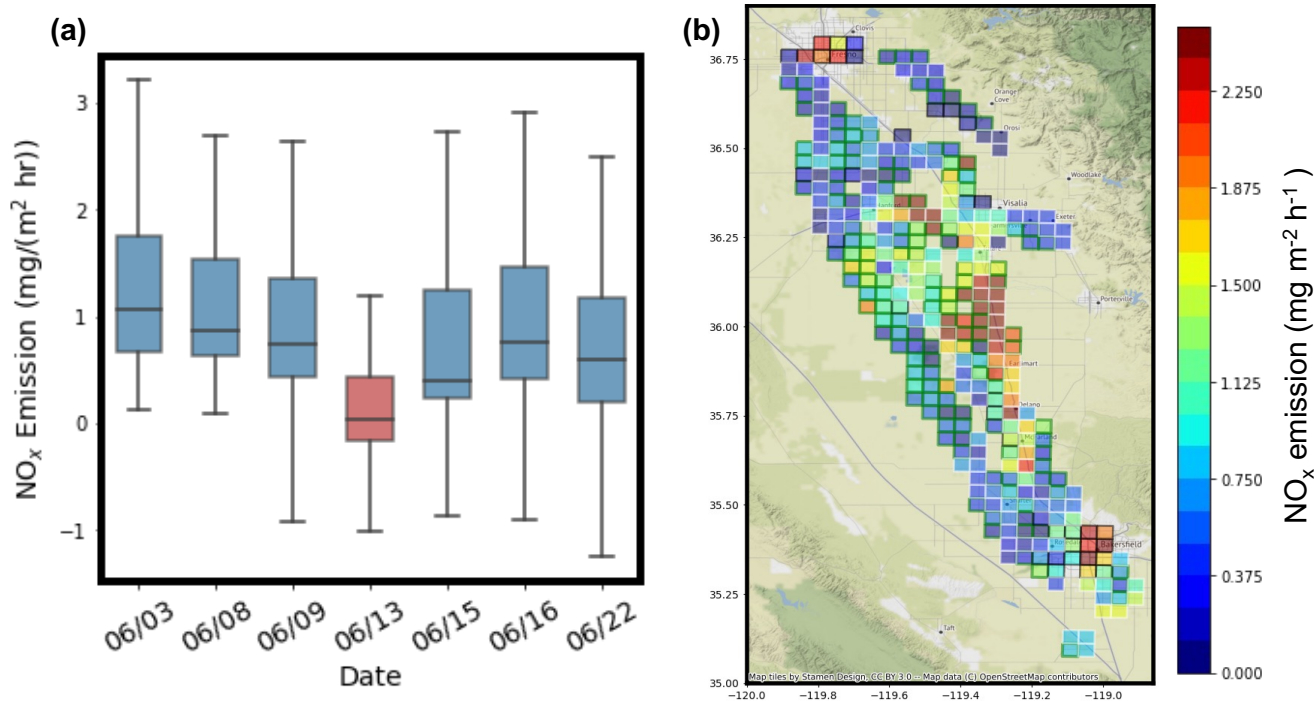 (a)
NOₓ Emission (mg/(m² hr))
3
2
1
0
−1
06/03
06/08
06/09
06/13
06/15
06/16
06/22
Date
(b)
36.75
36.50
36.25
36.00
35.75
35.50
35.25
35.00
−120.0
−119.8
−119.6
−119.4
−119.2
−119.0
Clovis
Orange
Cove
Orosi
Woodlake
Visalia
Exeter
Porterville
Earlimart
Delano
McFarland
Bakersfield
Taft
Map tiles by Stamen Design, CC BY 3.0 -- Map data (C) OpenStreetMap contributors
2.250
1.875
1.500
1.125
0.750
0.375
0.000
NOₓ emission (mg m⁻² h⁻¹)